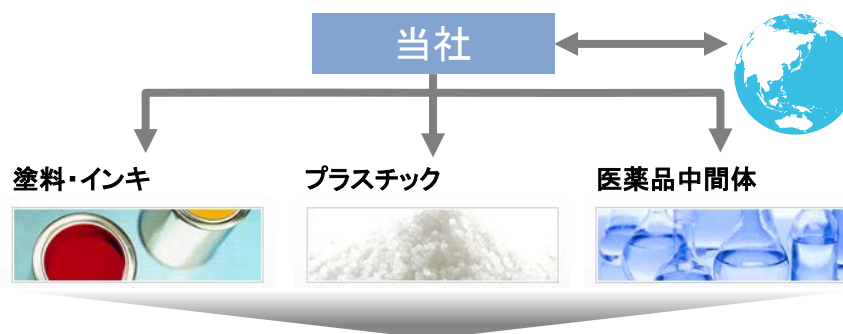 当社
塗料・インキ
プラスチック
医薬品中間体